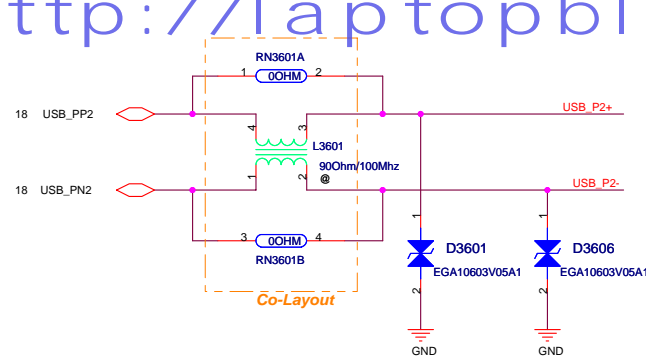 ttp://laptopbl
RN3601A
1 0OHM 2
18 USB_PP2
USB_P2+
4 3
L3601
90Ohm/100Mhz
@
1 2
18 USB_PN2
USB_P2-
3 0OHM 4
RN3601B
1 1
D3601 D3606
EGA10603V05A1 EGA10603V05A1
2 2
Co-Layout
GND GND